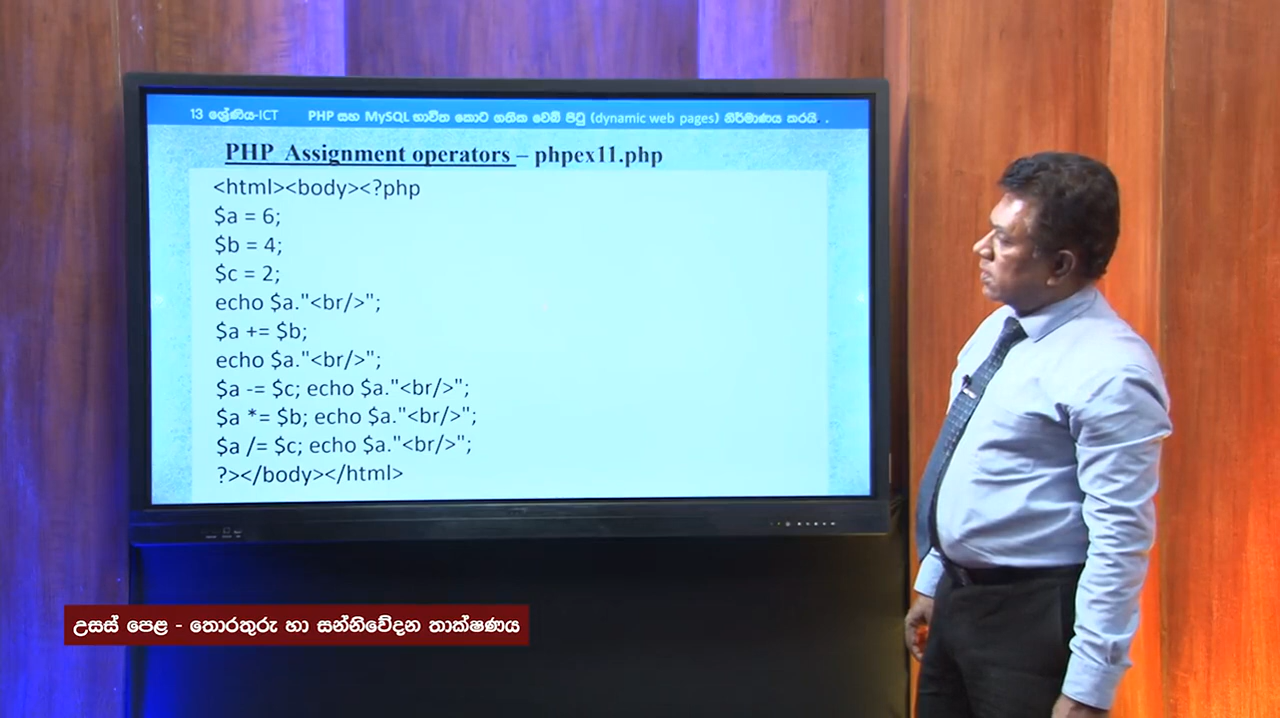 13 ශ්‍රේණිය-ICT PHP සහ MySQL භාවිත කොට ගතික වෙබ් පිටු (dynamic web pages) නිර්මාණය කරයි. .
PHP Assignment operators – phpex11.php
<html><body><?php
$a = 6;
$b = 4;
$c = 2;
echo $a."<br/>";
$a += $b;
echo $a."<br/>";
$a -= $c; echo $a."<br/>";
$a *= $b; echo $a."<br/>";
$a /= $c; echo $a."<br/>";
?></body></html>
උසස් පෙළ - තොරතුරු හා සන්නිවේදන තාක්ෂණය